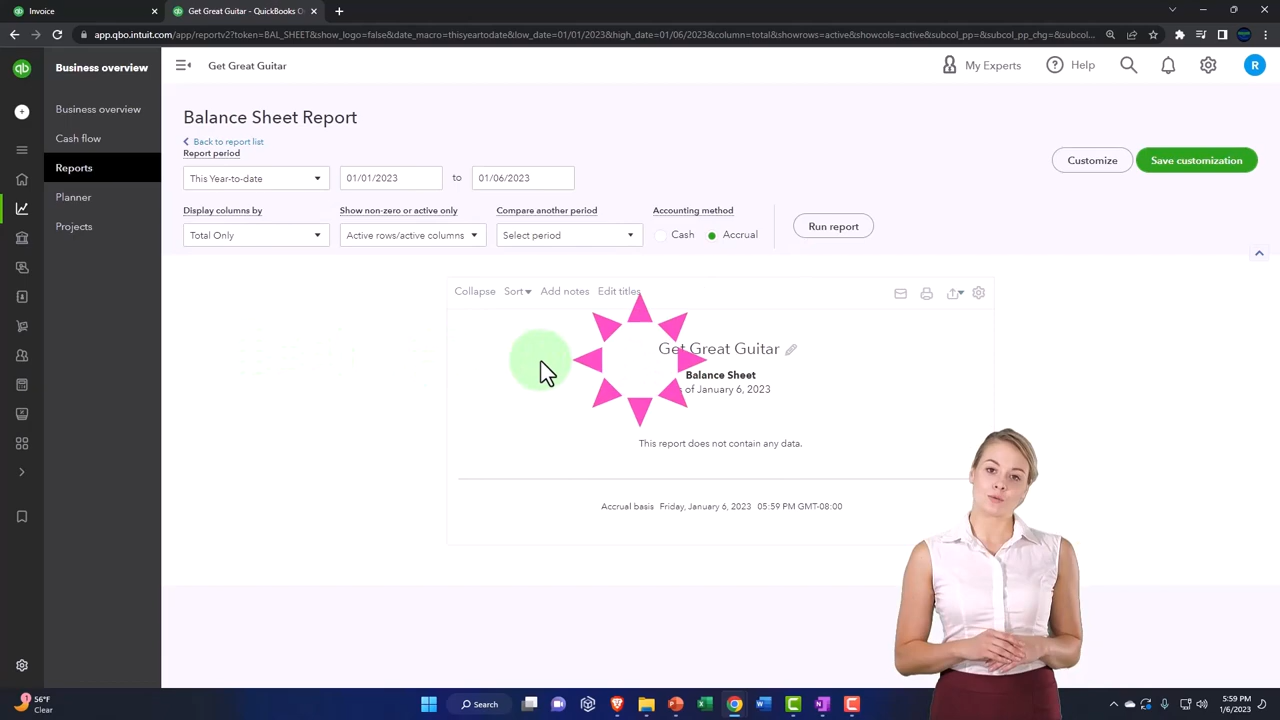 Invoice
Get Great Guitar - QuickBooks O
app.qbo.intuit.com/app/reportv2?token=BAL_SHEET&show_logo=false&date_macro=thisyeartodate&low_date=01/01/2023&high_date=01/06/2023&column=total&showrows=active&showcols=active&subcol_pp=&subcol_pp_chg=&subcol...
Business overview
Get Great Guitar
My Experts
Help
R
Business overview
Cash flow
Reports
Planner
Projects
Balance Sheet Report
Back to report list
Report period
This Year-to-date
01/01/2023
to
01/06/2023
Customize
Save customization
Display columns by
Show non-zero or active only
Compare another period
Accounting method
Total Only
Active rows/active columns
Select period
Cash
Accrual
Run report
Collapse
Sort
Add notes
Edit titles
Get Great Guitar
Balance Sheet
of January 6, 2023
This report does not contain any data.
Accrual basis Friday, January 6, 2023 05:59 PM GMT-08:00
1
56°F
Clear
Search
5:59 PM
1/6/2023